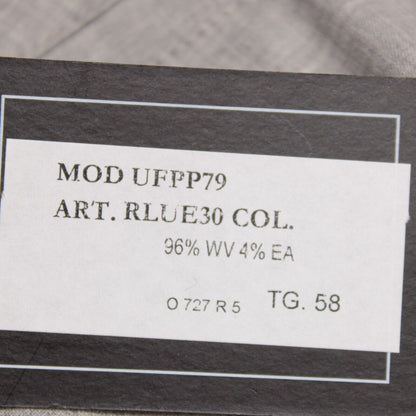 MOD UFPP79
ART. RLUE30 COL.
96% WV 4% EA
O 727 R 5 TG. 58